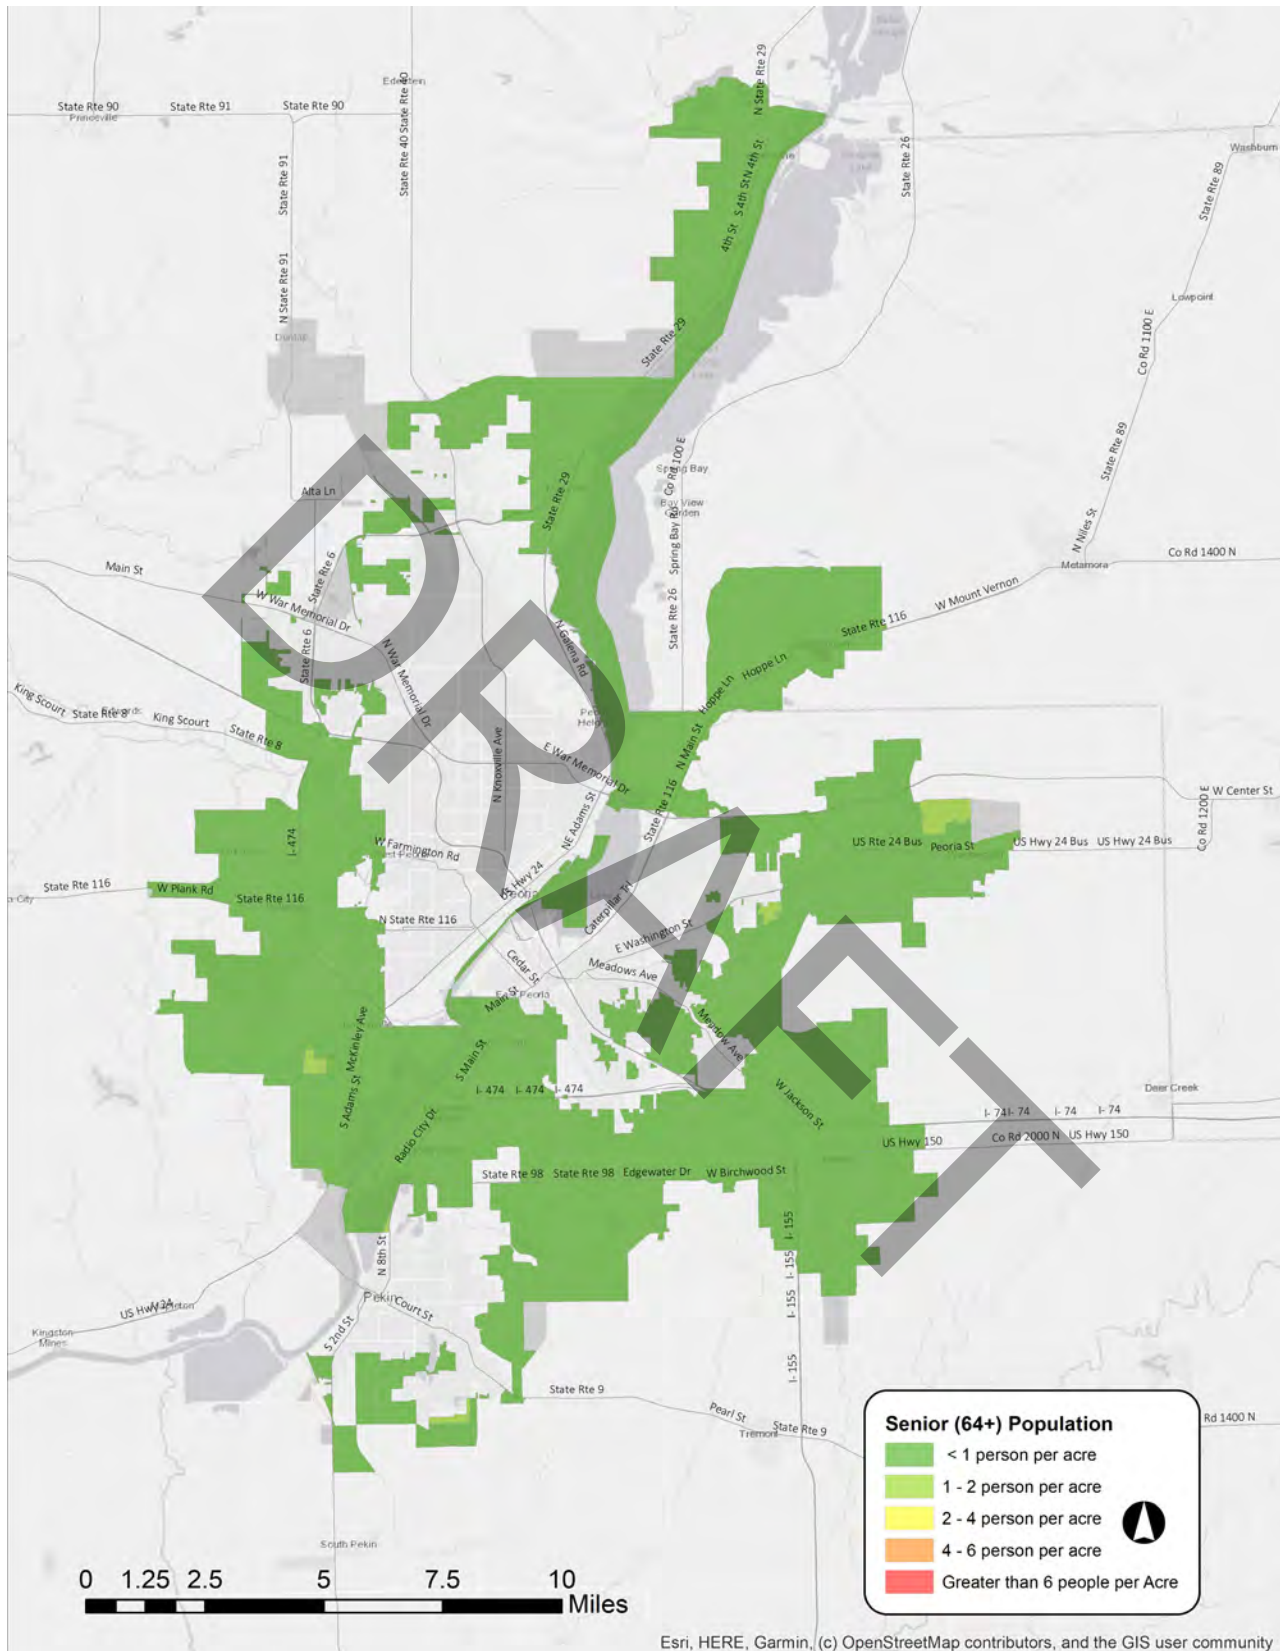 Edelstein
State Rte 90
State Rte 91
State Rte 90
Princeville
State Rte 40 State Rte 40
N State Rte 29
State Rte 26
Washburn
State Rte 89
State Rte 91
N State Rte 91
S 4th St N 4th St
4th St
Lowpoint
Co Rd 1100 E
Dunlap
State Rte 29
State Rte 89
Spring Bay
Co Rd 1100 E
Bay View
Garden
Spring Bay Rd
State Rte 29
Alta Ln
N Niles St
Co Rd 1400 N
Metamora
Main St
State Rte 6
W War Memorial Dr
W Mount Vernon
State Rte 116
State Rte 26
N Galena Rd
State Rte 6
N War Memorial Dr
Hoppe Ln
Hoppe Ln
King Scourt
State Rte 8
Edwards
King Scourt
State Rte 8
N Main St
N Knoxville Ave
E War Memorial Dr
State Rte 116
NE Adams St
W Center St
Co Rd 1200 E
I-474
W Farmington Rd
US Rte 24 Bus
Peoria St
US Hwy 24 Bus
US Hwy 24 Bus
State Rte 116
W Plank Rd
State Rte 116
US Hwy 24
Peoria
Caterpillar Trl
N State Rte 116
E Washington St
Cedar St
Meadows Ave
Main St
East Peoria
S Adams St McKinley Ave
S Main St
Meadow Ave
I- 474
I- 474
I- 474
W Jackson St
Deer Creek
I- 74
I- 74
I- 74
I- 74
US Hwy 150
Co Rd 2000 N
US Hwy 150
Radio City Dr
State Rte 98
State Rte 98
Edgewater Dr
W Birchwood St
I- 155
I- 155
I- 155
I- 155
N 8th St
Pekin
Court St
US Hwy 24
Mapleton
Kingston
Mines
S 2nd St
State Rte 9
Pearl St
State Rte 9
Tremont
Rd 1400 N
South Pekin
DRAFT
Senior (64+) Population
< 1 person per acre
1 - 2 person per acre
2 - 4 person per acre
4 - 6 person per acre
Greater than 6 people per Acre
0 1.25 2.5 5 7.5 10
Miles
Esri, HERE, Garmin, (c) OpenStreetMap contributors, and the GIS user community